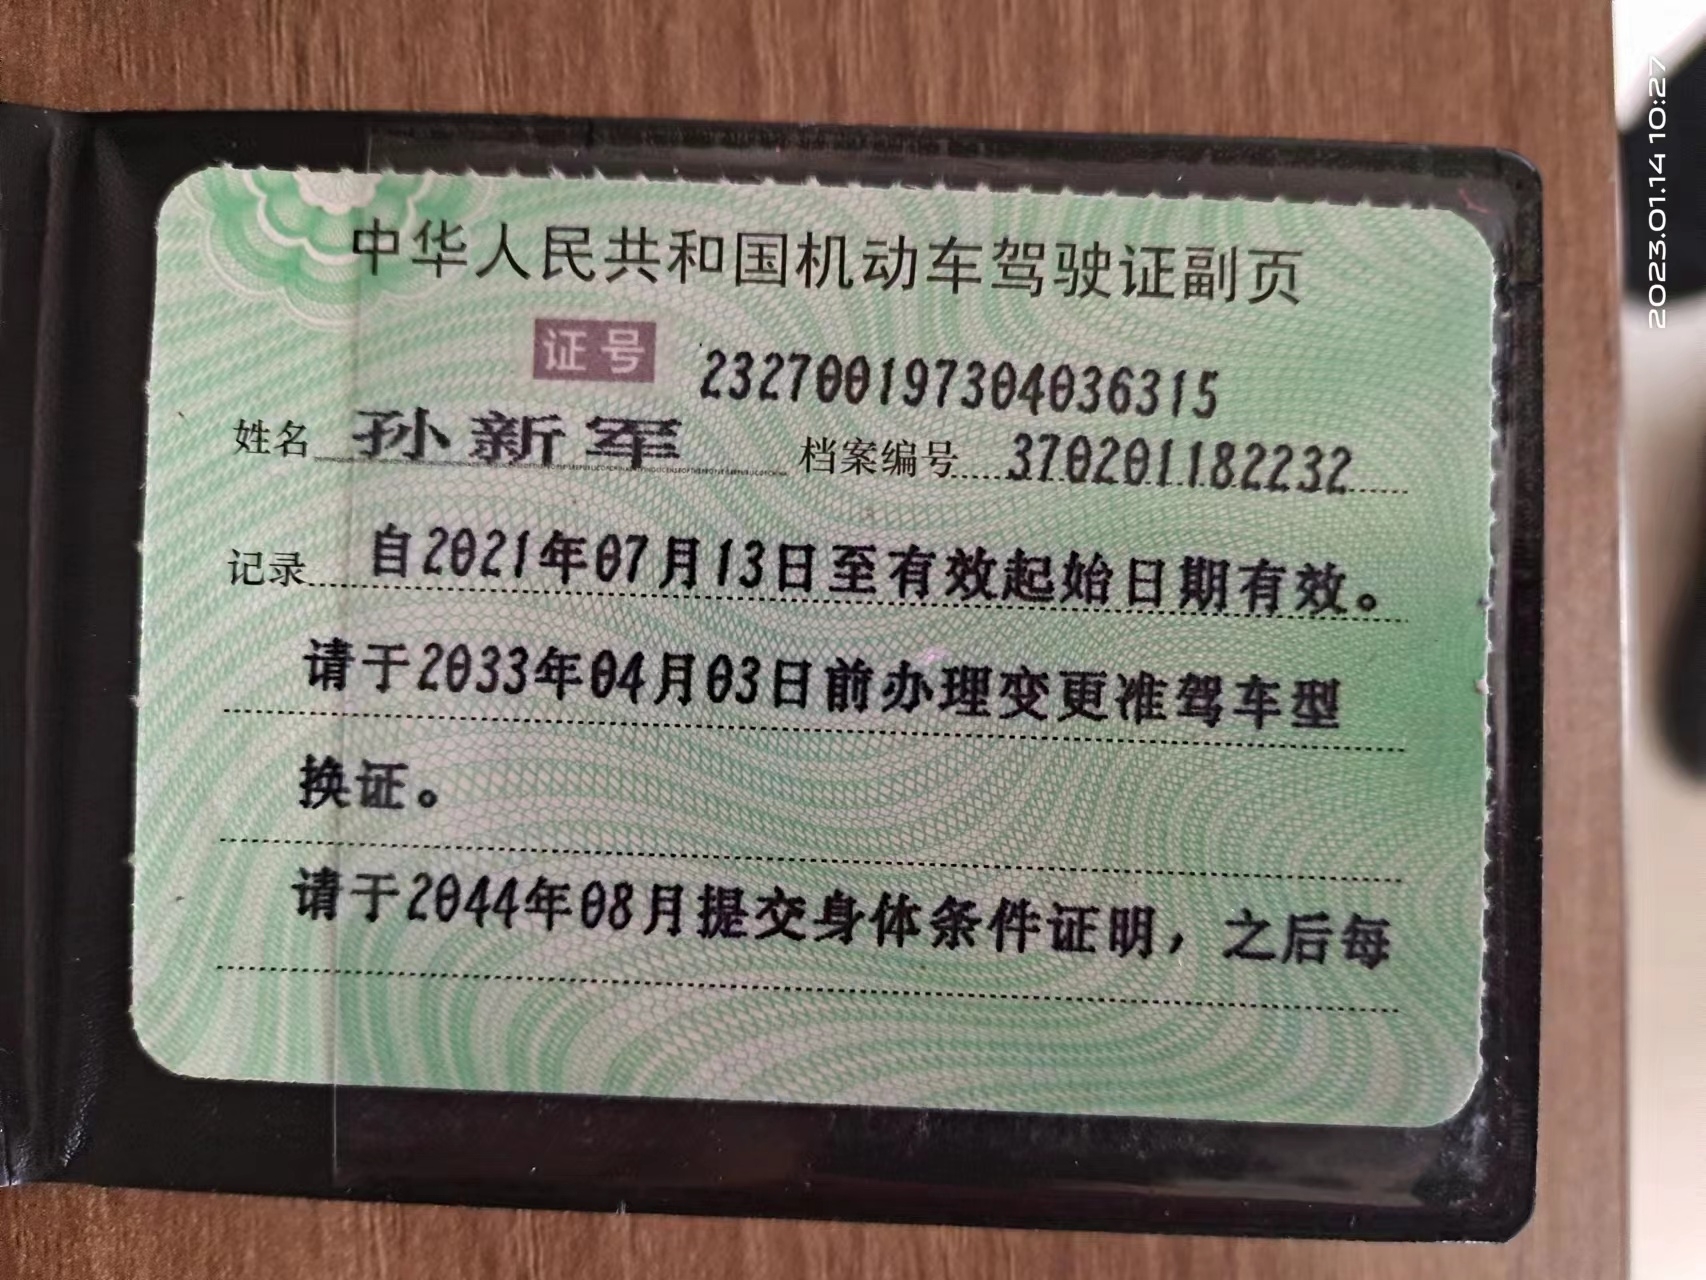 中华人民共和国机动车驾驶证副页
证号 232700197304036315
姓名 孙新军 档案编号 370201182232
记录 自2021年07月13日至有效起始日期有效。
请于2033年04月03日前办理变更准驾车型
换证。
请于2044年08月提交身体条件证明，之后每
2023.01.14 10:27